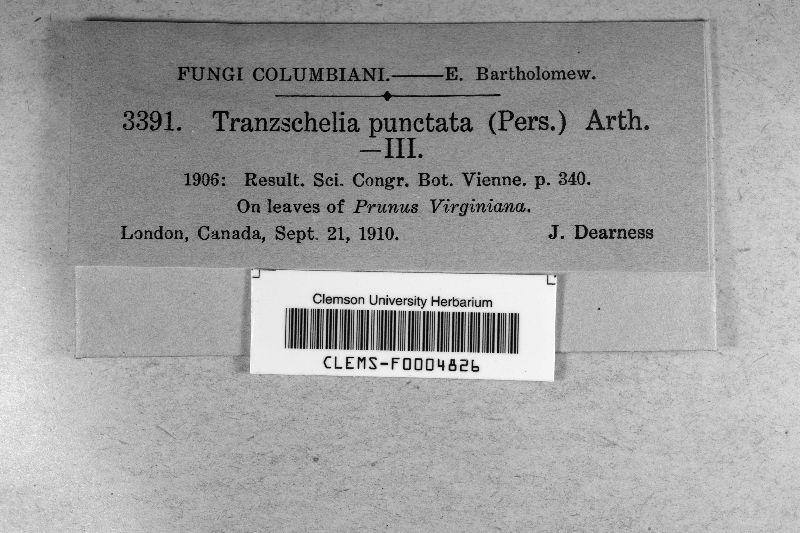 FUNGI COLUMBIANI.——E. Bartholomew.
3391. Tranzschelia punctata (Pers.) Arth.
—III.
1906: Result. Sci. Congr. Bot. Vienne. p. 340.
On leaves of Prunus Virginiana.
London, Canada, Sept. 21, 1910. J. Dearness
Clemson University Herbarium
CLEMS-F0004826